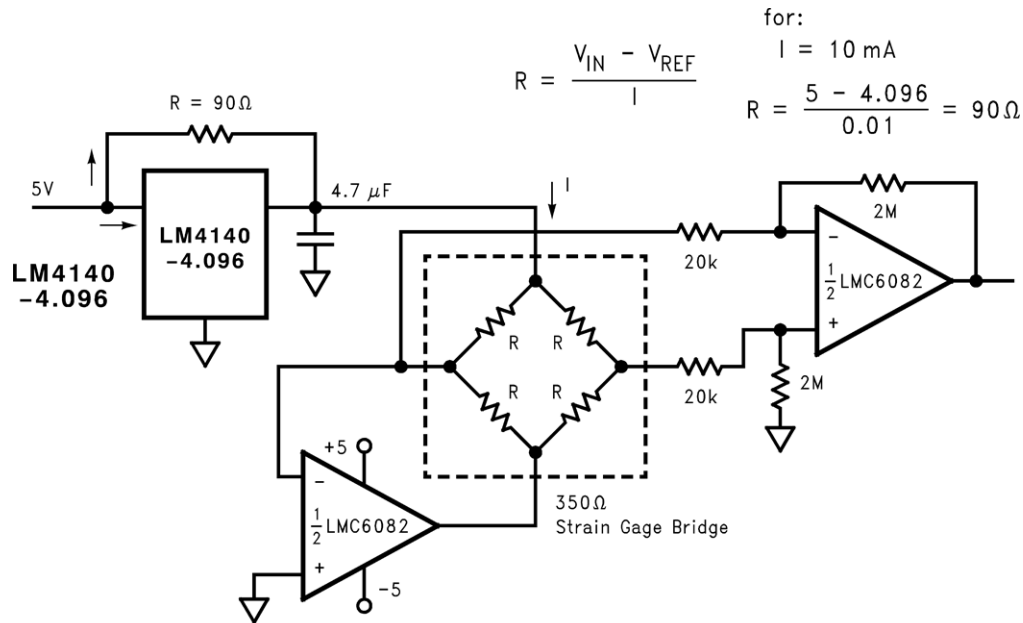 for:
I = 10 mA
R = (V_IN − V_REF) / I
R = (5 − 4.096) / 0.01 = 90Ω
R = 90Ω
5V
4.7 µF
I
LM4140
-4.096
LM4140
-4.096
2M
20k
−
½ LMC6082
+
R R
R R
20k
2M
+5
−
½ LMC6082
+
−5
350Ω
Strain Gage Bridge